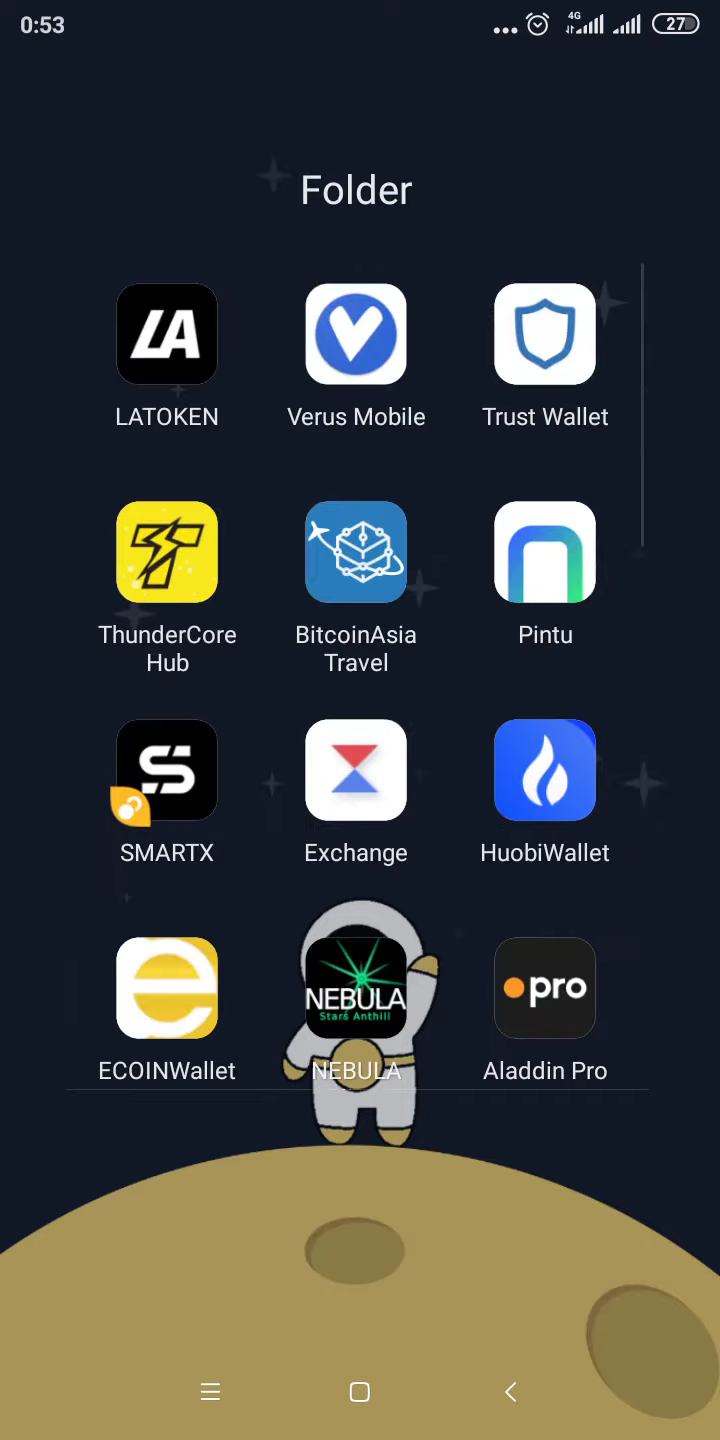 0:53
4G
27
Folder
LA
LATOKEN
Verus Mobile
Trust Wallet
ThunderCore
Hub
BitcoinAsia
Travel
Pintu
SMARTX
Exchange
HuobiWallet
e
ECOINWallet
NEBULA
Stars Anthill
NEBULA
pro
Aladdin Pro